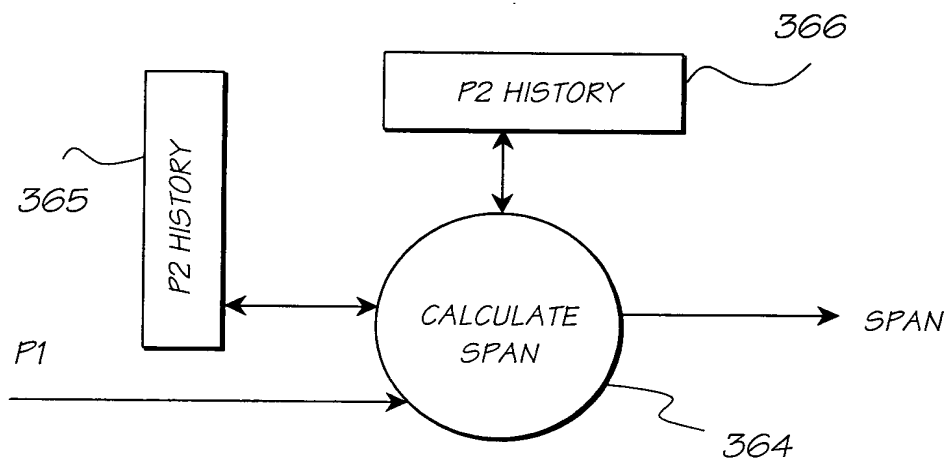 366
P2 HISTORY
365
P2 HISTORY
CALCULATE
SPAN
SPAN
P1
364